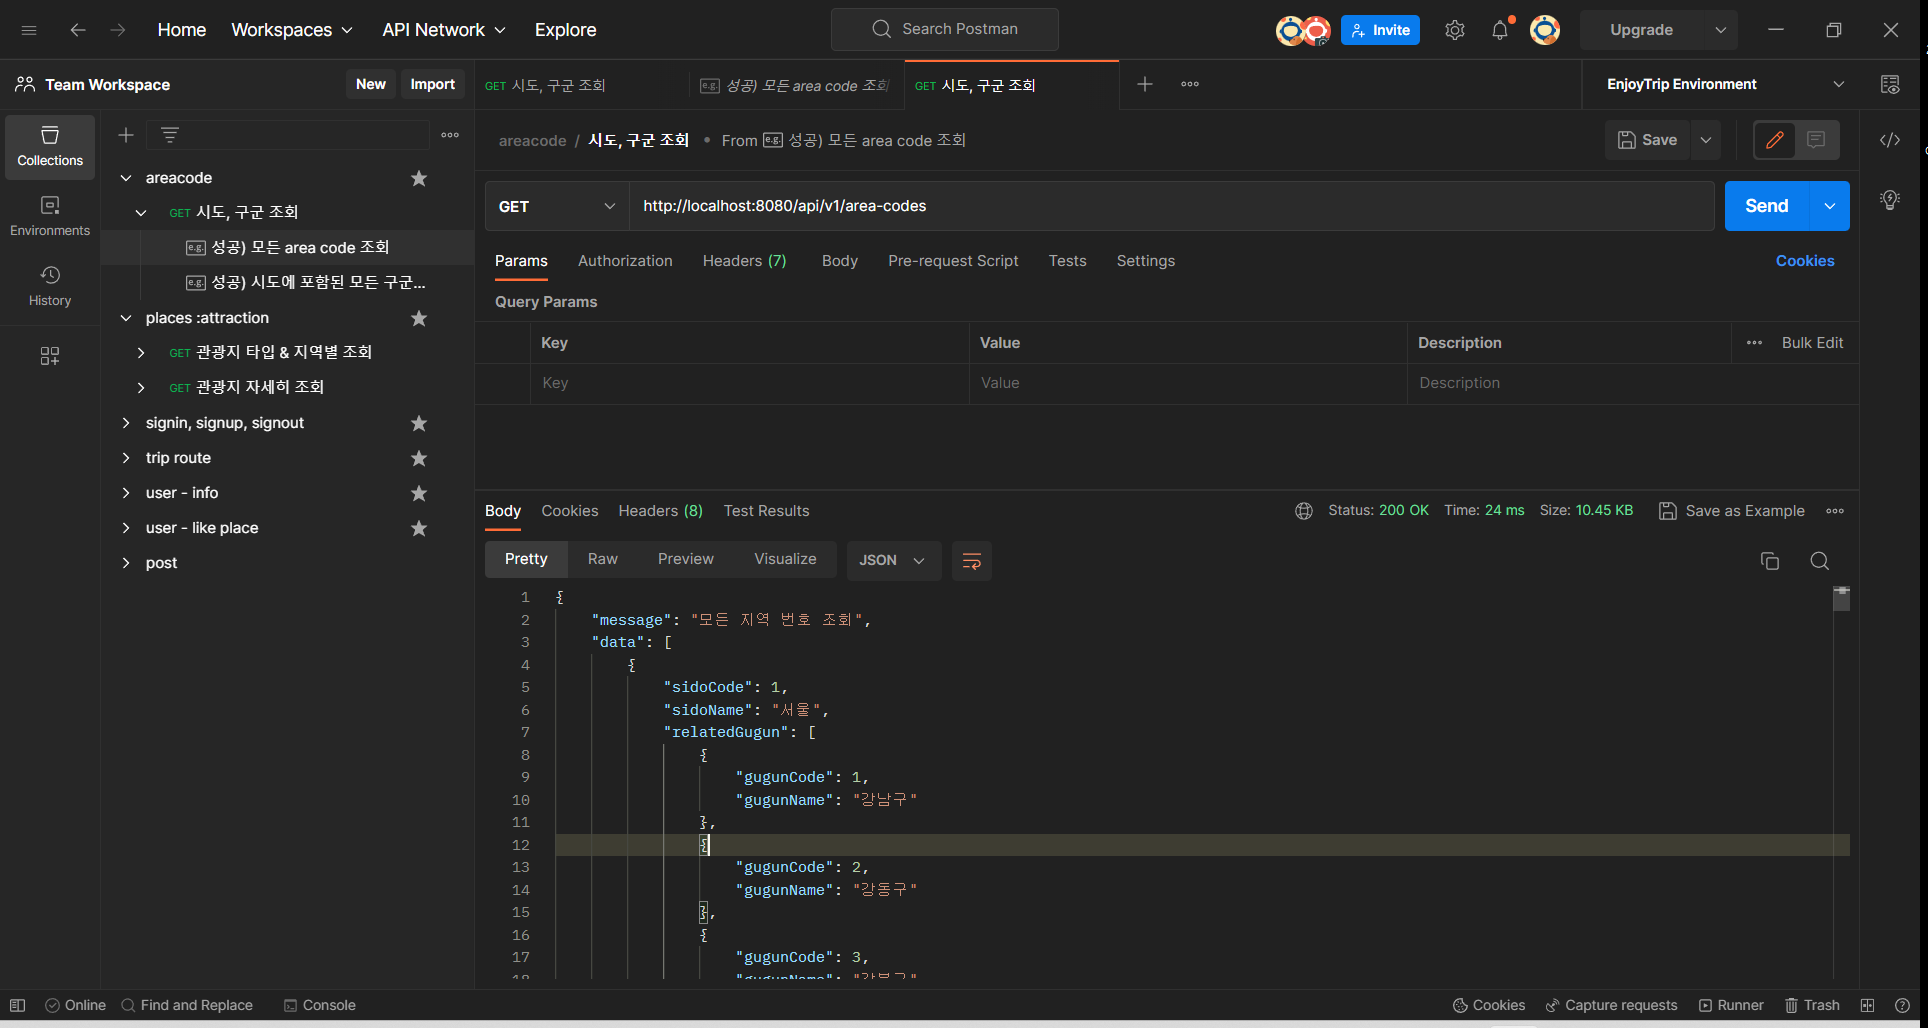 Home Workspaces API Network Explore Search Postman Invite Upgrade
Team Workspace New Import GET 시도, 구군 조회 e.g. 성공) 모든 area code 조회 GET 시도, 구군 조회 EnjoyTrip Environment
areacode / 시도, 구군 조회 • From e.g. 성공) 모든 area code 조회 Save
Collections
Environments
History
areacode
GET 시도, 구군 조회
e.g. 성공) 모든 area code 조회
e.g. 성공) 시도에 포함된 모든 구군...
places :attraction
GET 관광지 타입 & 지역별 조회
GET 관광지 자세히 조회
signin, signup, signout
trip route
user - info
user - like place
post
GET http://localhost:8080/api/v1/area-codes Send
Params Authorization Headers (7) Body Pre-request Script Tests Settings Cookies
Query Params
Key Value Description Bulk Edit
Key Value Description
Body Cookies Headers (8) Test Results Status: 200 OK Time: 24 ms Size: 10.45 KB Save as Example
Pretty Raw Preview Visualize JSON
1 {
2 "message": "모든 지역 번호 조회",
3 "data": [
4 {
5 "sidoCode": 1,
6 "sidoName": "서울",
7 "relatedGugun": [
8 {
9 "gugunCode": 1,
10 "gugunName": "강남구"
11 },
12 {
13 "gugunCode": 2,
14 "gugunName": "강동구"
15 },
16 {
17 "gugunCode": 3,
18 "gugunName": "강북구"
Online Find and Replace Console Cookies Capture requests Runner Trash